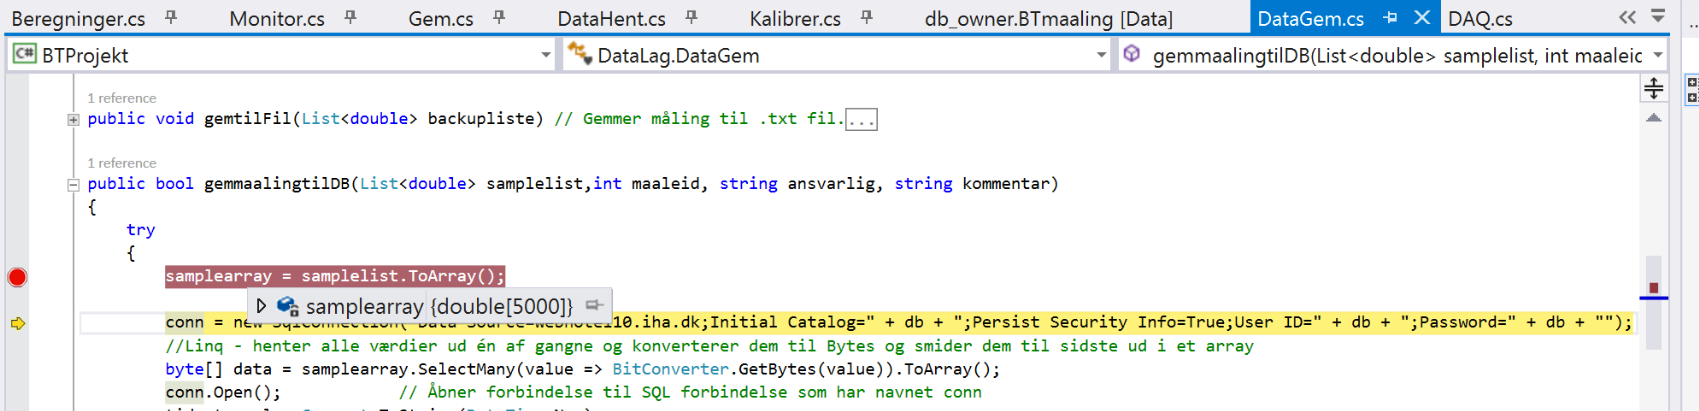 Beregninger.cs Monitor.cs Gem.cs DataHent.cs Kalibrer.cs db_owner.BTmaaling [Data] DataGem.cs DAQ.cs
C# BTProjekt DataLag.DataGem gemmaalingtilDB(List<double> samplelist, int maaleid
1 reference
public void gemtilFil(List<double> backupliste) // Gemmer måling til .txt fil....
1 reference
public bool gemmaalingtilDB(List<double> samplelist,int maaleid, string ansvarlig, string kommentar)
{
try
{
samplearray = samplelist.ToArray();
samplearray {double[5000]}
conn = new SqlConnection("Data Source=webhotel10.iha.dk;Initial Catalog=" + db + ";Persist Security Info=True;User ID=" + db + ";Password=" + db + "");
//Linq - henter alle værdier ud én af gangne og konverterer dem til Bytes og smider dem til sidste ud i et array
byte[] data = samplearray.SelectMany(value => BitConverter.GetBytes(value)).ToArray();
conn.Open(); // Åbner forbindelse til SQL forbindelse som har navnet conn